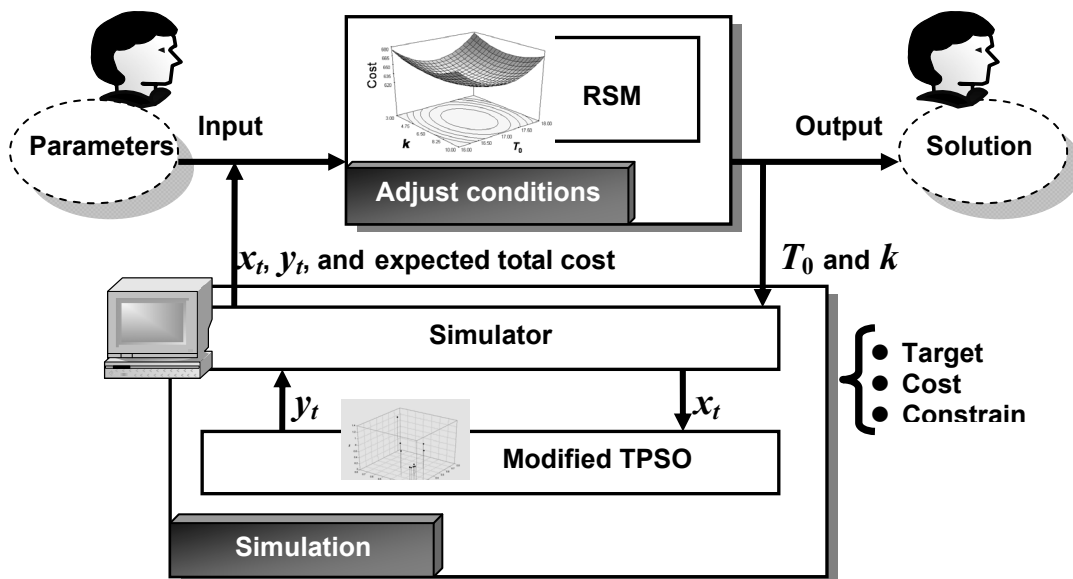 Parameters
Input
Cost
k
T₀
RSM
Adjust conditions
Output
Solution
xₜ, yₜ, and expected total cost
T₀ and k
Simulator
yₜ
xₜ
Modified TPSO
Simulation
● Target
● Cost
● Constrain